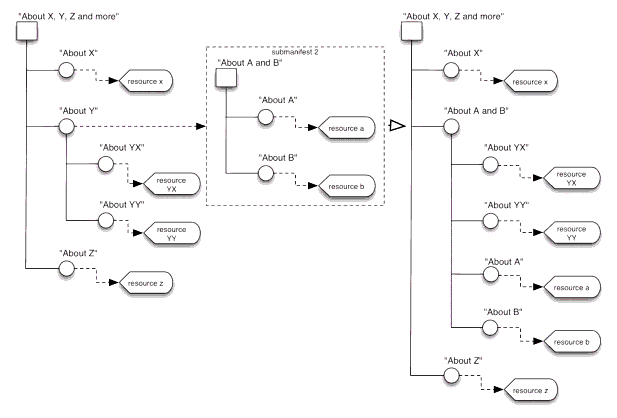 "About X, Y, Z and more"
"About X"
resource x
"About Y"
"About YX"
resource
YX
"About YY"
resource
YY
"About Z"
resource z
submanifest 2
"About A and B"
"About A"
resource a
"About B"
resource b
"About X, Y, Z and more"
"About X"
resource x
"About A and B"
"About YX"
resource
YX
"About YY"
resource
YY
"About A"
resource a
"About B"
resource b
"About Z"
resource z